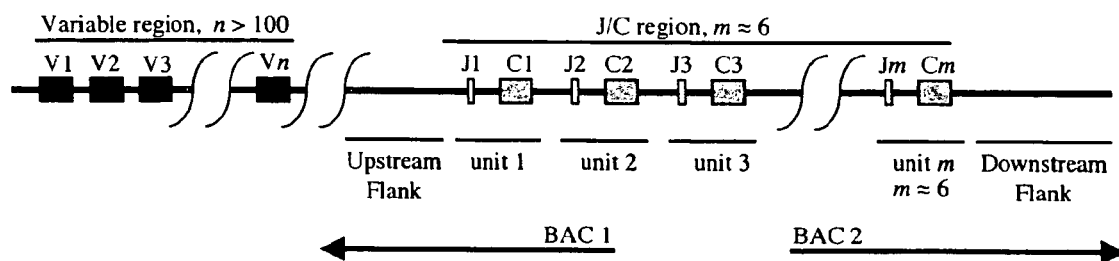 Variable region, n > 100
J/C region, m ≈ 6
V1 V2 V3 Vn J1 C1 J2 C2 J3 C3 Jm Cm
Upstream Flank
unit 1
unit 2
unit 3
unit m
m ≈ 6
Downstream Flank
BAC 1
BAC 2